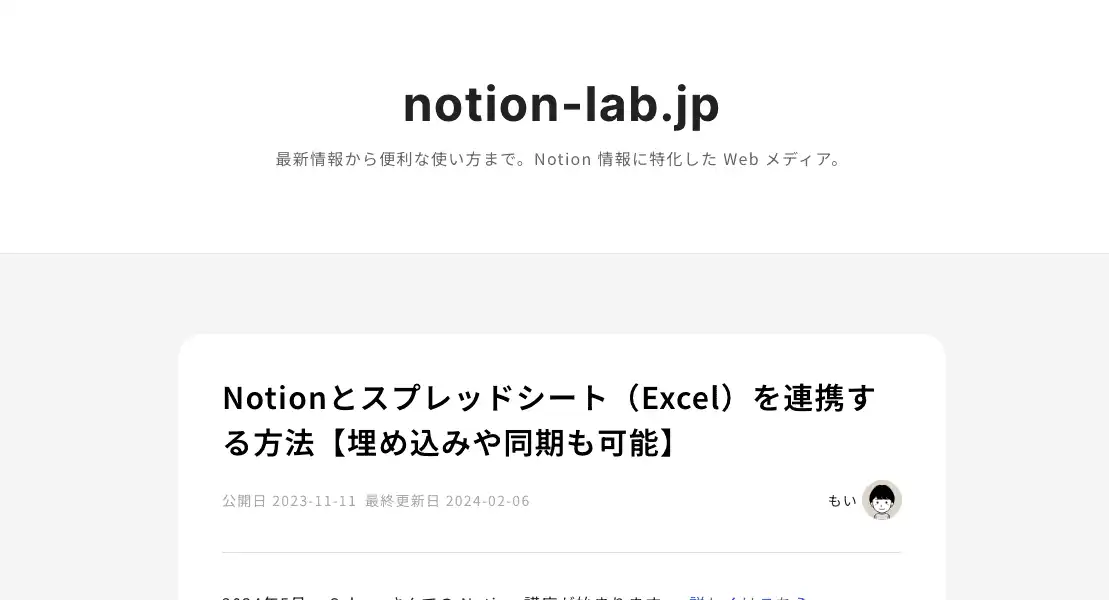 notion-lab.jp
最新情報から便利な使い方まで。Notion 情報に特化した Web メディア。
Notionとスプレッドシート（Excel）を連携す
る方法【埋め込みや同期も可能】
公開日 2023-11-11 最終更新日 2024-02-06
もい